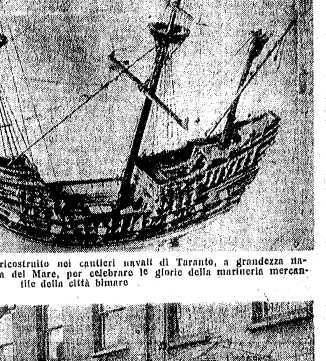 ricostruito nei cantieri navali di Taranto, a grandezza na-
a del Mare, per celebrare le glorie della marineria mercan-
tile della città bimare